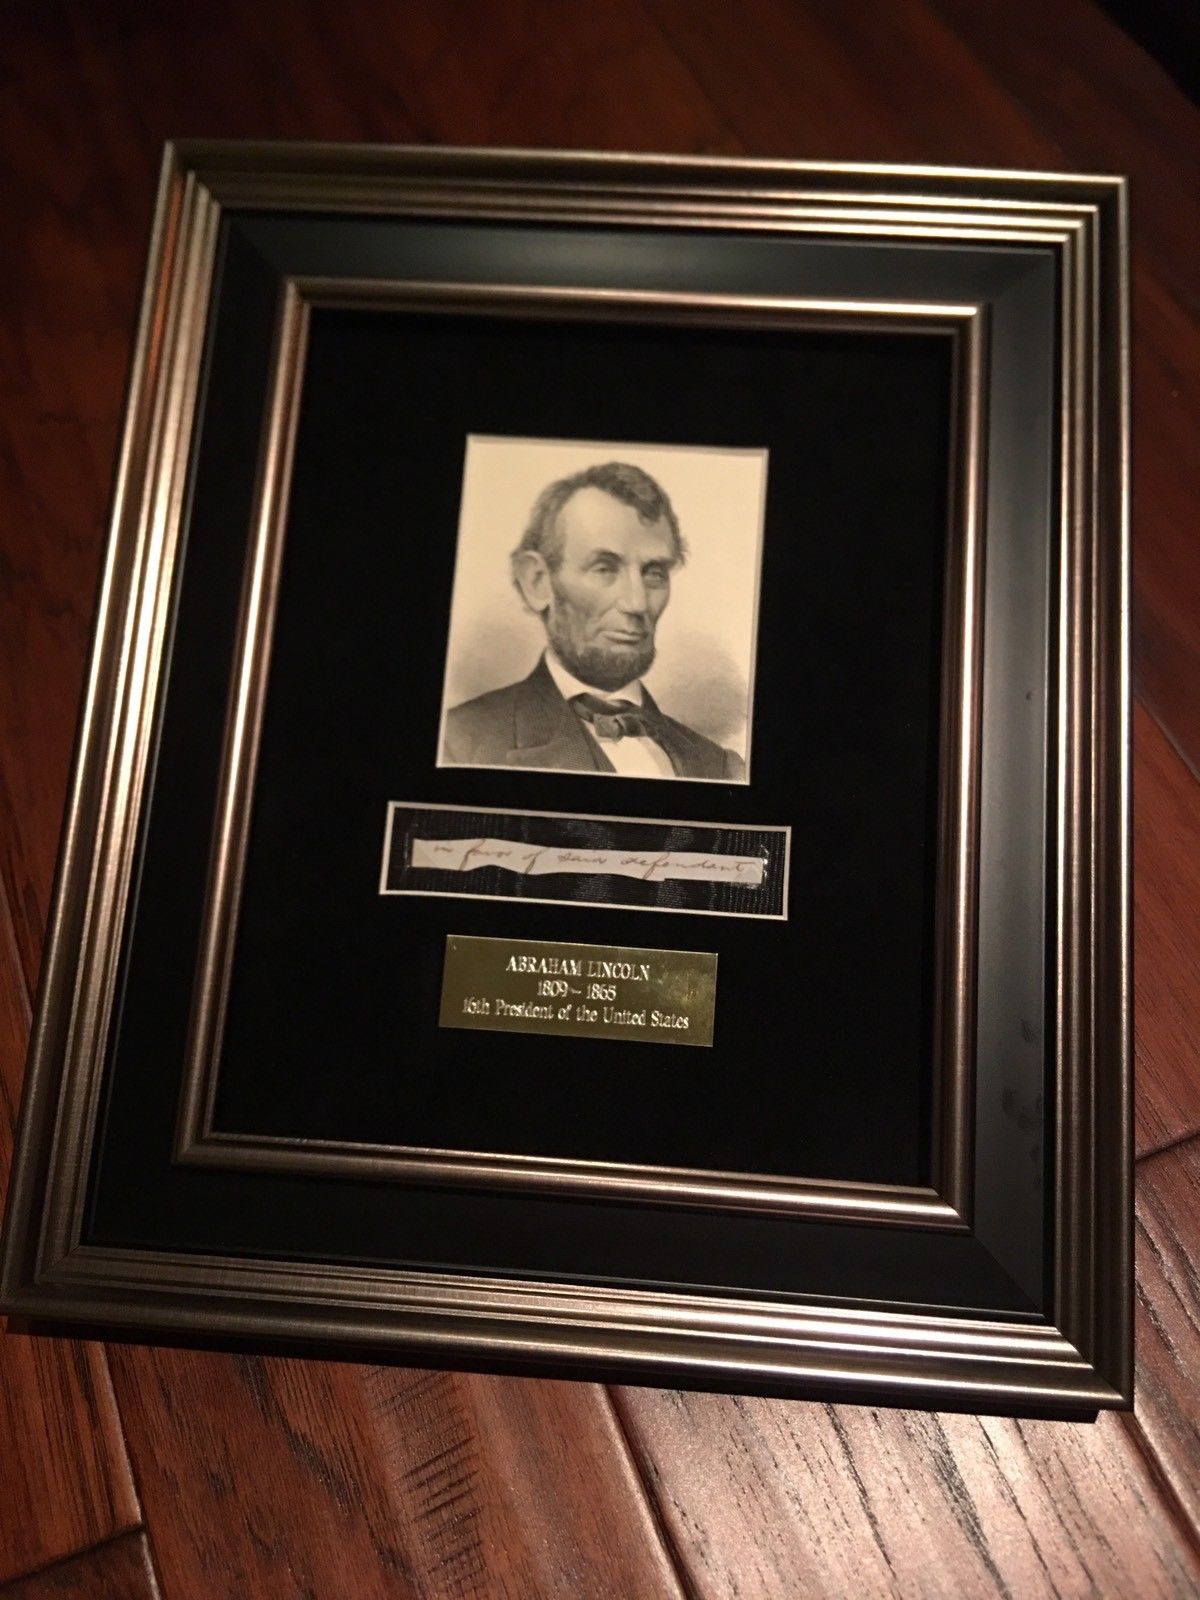 in favor of said defendant
ABRAHAM LINCOLN
1809 – 1865
16th President of the United States